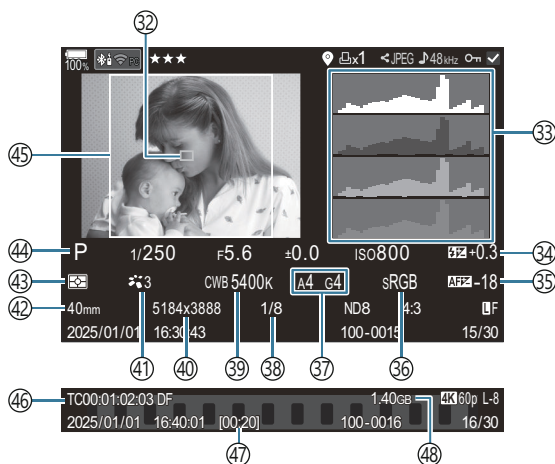 32
100% PC ★★★ x1 JPEG 48kHz
33
45
44 P 1/250 F5.6 ±0.0 ISO800 +0.3 34
43 3 CWB 5400K A4 G4 sRGB AF -18 35
42 40mm 5184x3888 1/8 ND8 4:3 LF
2025/01/01 16:30:43 100-0015 15/30
41 40 39 38 37 36
46 TC00:01:02:03 DF 1.40GB 4K 60p L-8
2025/01/01 16:40:01 [00:20] 100-0016 16/30
47 48